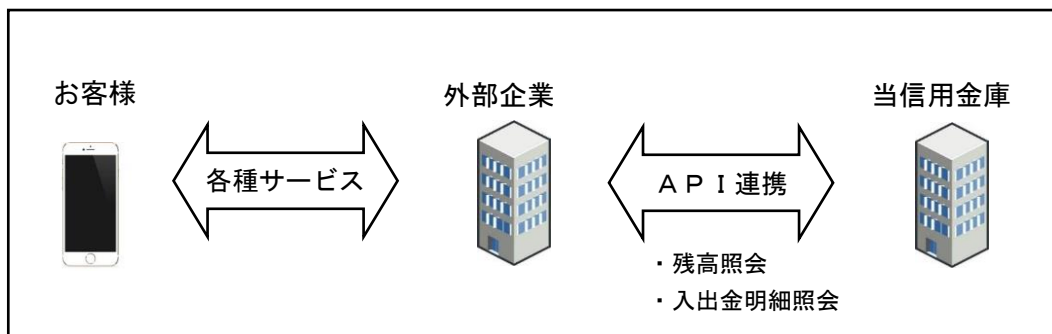 お客様
外部企業
当信用金庫
各種サービス
ＡＰＩ連携
・残高照会
・入出金明細照会